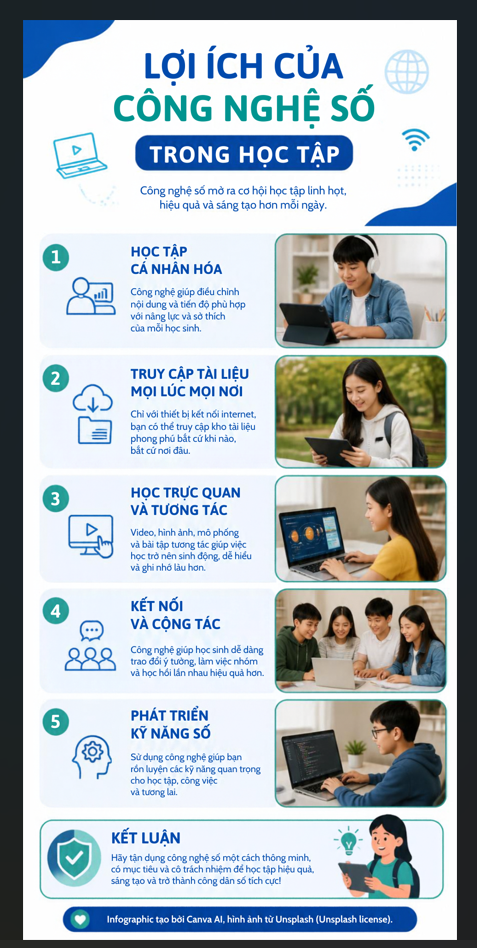 LỢI ÍCH CỦA
CÔNG NGHỆ SỐ
TRONG HỌC TẬP
Công nghệ số mở ra cơ hội học tập linh họt,
hiệu quả và sáng tạo hơn mỗi ngày.
1
HỌC TẬP
CÁ NHÂN HÓA
Công nghệ giúp điều chỉnh
nội dung và tiến độ phù hợp
với năng lực và sở thích
của mỗi học sinh.
2
TRUY CẬP TÀI LIỆU
MỌI LÚC MỌI NƠI
Chỉ với thiết bị kết nối internet,
bạn có thể truy cập kho tài liệu
phong phú bất cứ khi nào,
bất cứ nơi đâu.
3
HỌC TRỰC QUAN
VÀ TƯƠNG TÁC
Video, hình ảnh, mô phỏng
và bài tập tương tác giúp việc
học trở nên sinh động, dễ hiểu
và ghi nhớ lâu hơn.
4
KẾT NỐI
VÀ CỘNG TÁC
Công nghệ giúp học sinh dễ dàng
trao đổi ý tưởng, làm việc nhóm
và học hỏi lẫn nhau hiệu quả hơn.
5
PHÁT TRIỂN
KỸ NĂNG SỐ
Sử dụng công nghệ giúp bạn
rồn luyện các kỹ năng quan trọng
cho học tập, công việc
và tương lai.
KẾT LUẬN
Hãy tận dụng công nghệ số một cách thông minh,
có mục tiêu và cô trách nhiệm để học tập hiệu quả,
sáng tạo và trở thành công dân số tích cực!
Infographic tạo bởi Canva AI, hình ảnh từ Unsplash (Unsplash license).